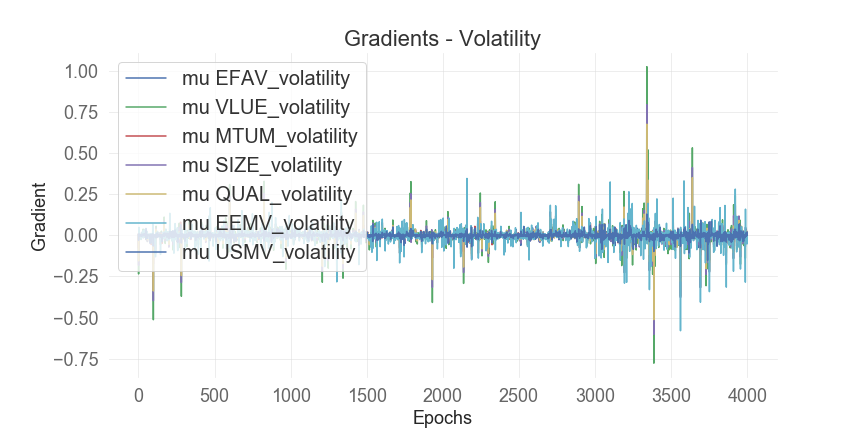 Gradients - Volatility
mu EFAV_volatility
mu VLUE_volatility
mu MTUM_volatility
mu SIZE_volatility
mu QUAL_volatility
mu EEMV_volatility
mu USMV_volatility
Gradient
1.00
0.75
0.50
0.25
0.00
−0.25
−0.50
−0.75
0 500 1000 1500 2000 2500 3000 3500 4000
Epochs